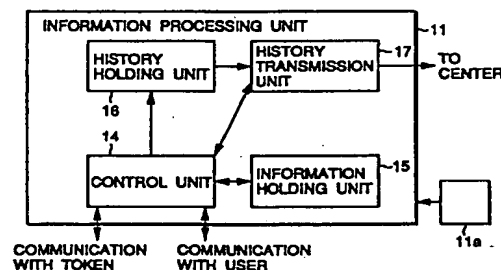 INFORMATION PROCESSING UNIT
11
HISTORY
HOLDING UNIT
16
HISTORY
TRANSMISSION
UNIT
17
TO
CENTER
14
CONTROL UNIT
INFORMATION
HOLDING UNIT
15
11a
COMMUNICATION
WITH TOKEN
COMMUNICATION
WITH USER